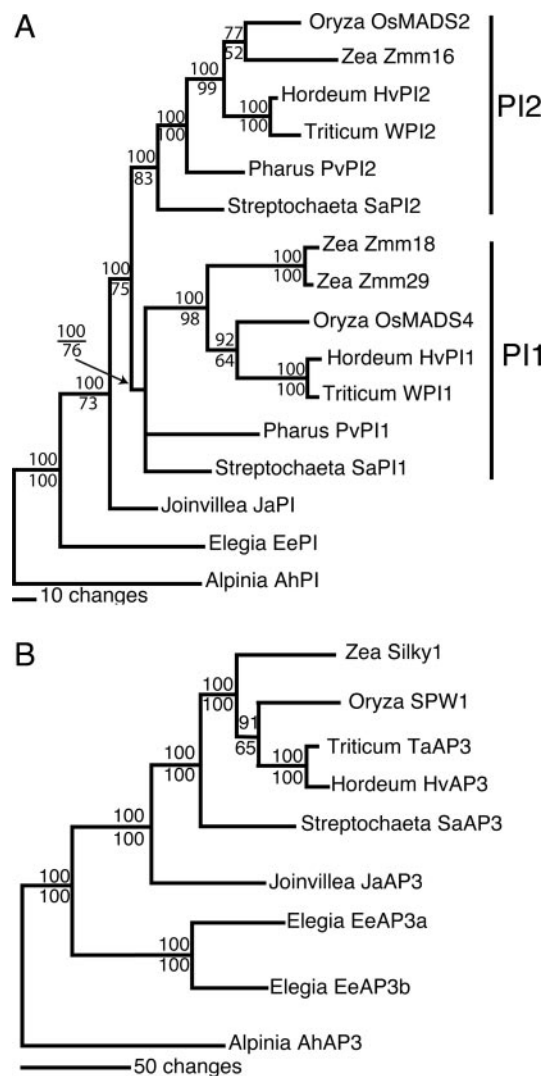 A
Oryza OsMADS2
77
52
Zea Zmm16
100
99
Hordeum HvPI2
100
100
Triticum WPI2
PI2
100
100
Pharus PvPI2
100
83
Streptochaeta SaPI2
Zea Zmm18
100
100
Zea Zmm29
100
75
100
98
Oryza OsMADS4
92
64
PI1
100
76
Hordeum HvPI1
100
100
Triticum WPI1
100
73
Pharus PvPI1
Streptochaeta SaPI1
100
100
Joinvillea JaPI
Elegia EePI
Alpinia AhPI
10 changes
B
Zea Silky1
100
100
Oryza SPW1
91
65
Triticum TaAP3
100
100
Hordeum HvAP3
100
100
Streptochaeta SaAP3
100
100
Joinvillea JaAP3
100
100
Elegia EeAP3a
100
100
Elegia EeAP3b
Alpinia AhAP3
50 changes